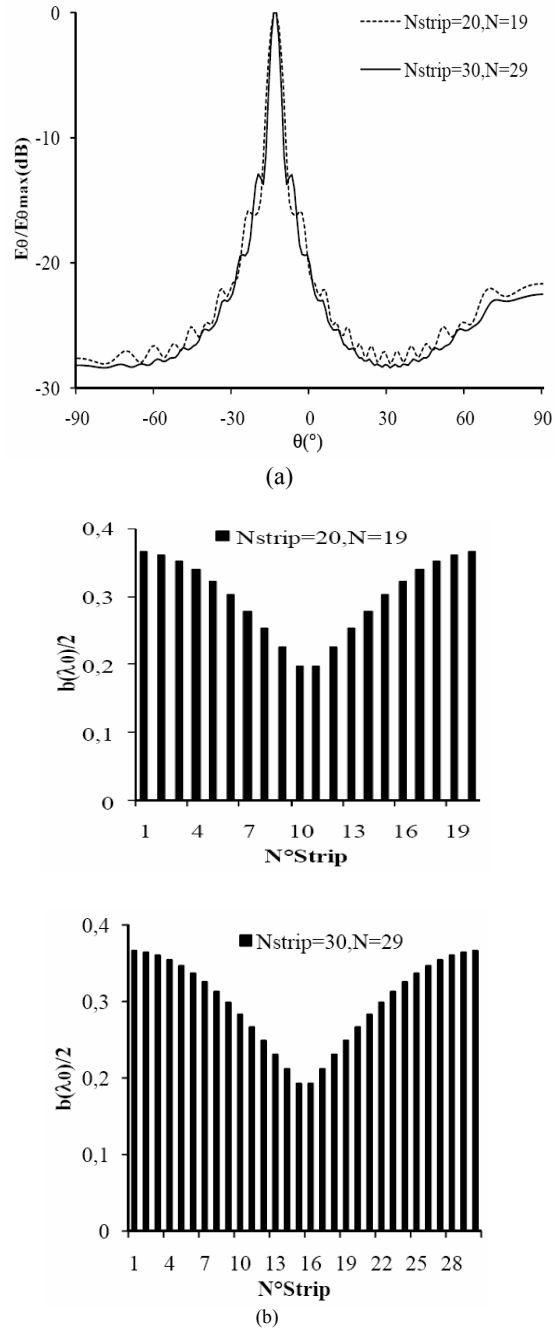 0
-10
-20
-30
Eθ/Eθmax(dB)
Nstrip=20,N=19
Nstrip=30,N=29
-90 -60 -30 0 30 60 90
θ(°)
(a)
0,4
0,3
0,2
0,1
0
b(λ0)/2
Nstrip=20,N=19
1 4 7 10 13 16 19
N°Strip
0,4
0,3
0,2
0,1
0
b(λ0)/2
Nstrip=30,N=29
1 4 7 10 13 16 19 22 25 28
N°Strip
(b)